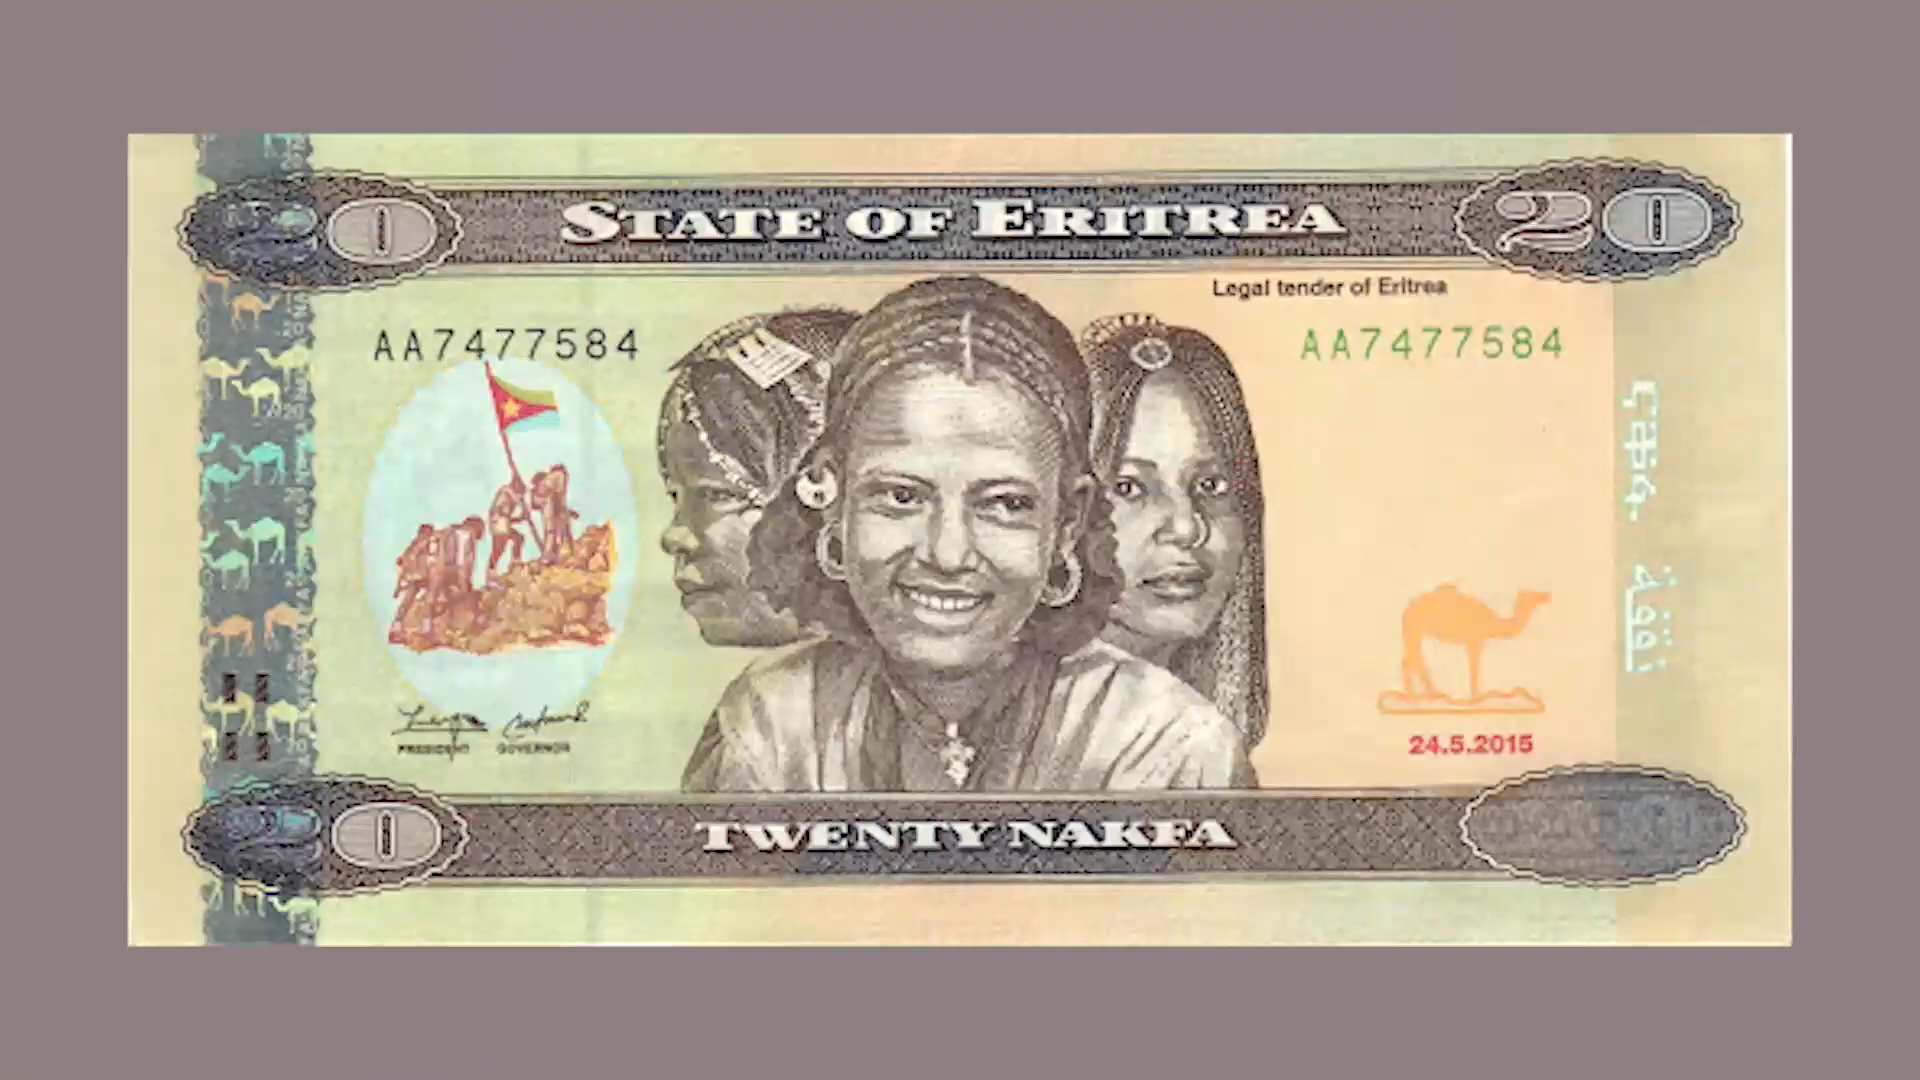 20 STATE OF ERITREA 20
Legal tender of Eritrea
AA7477584
AA7477584
ናቕፋ
نقفة
PRESIDENT GOVERNOR
24.5.2015
20 TWENTY NAKFA